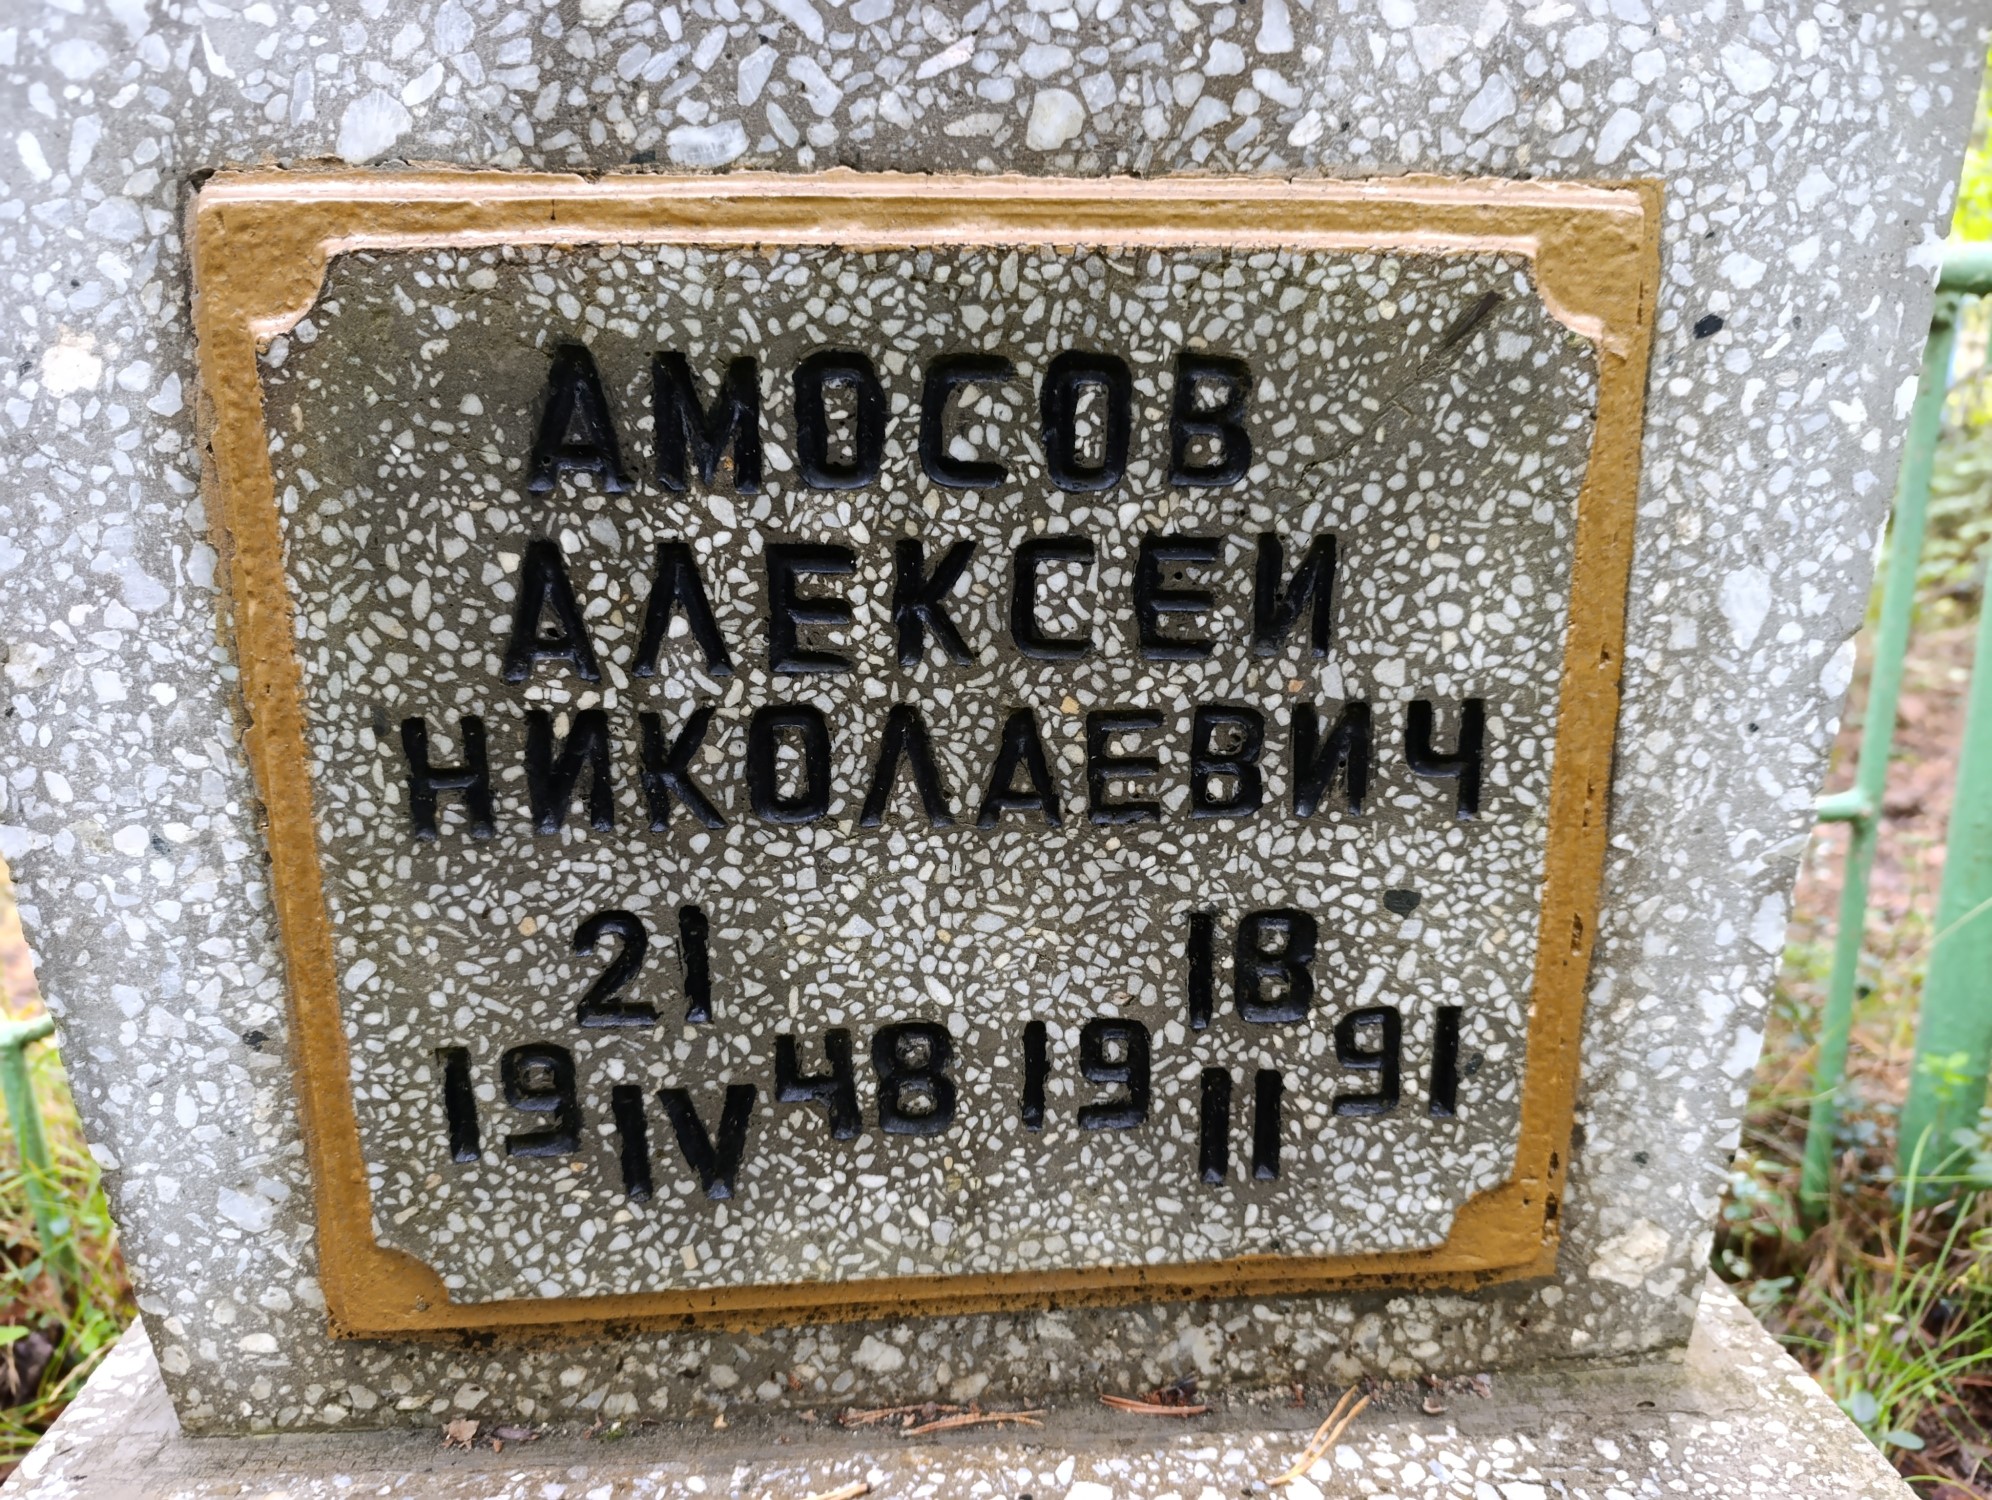 АМОСОВ
АЛЕКСЕИ
НИКОЛАЕВИЧ
21 18
19 IV 48 19 II 91